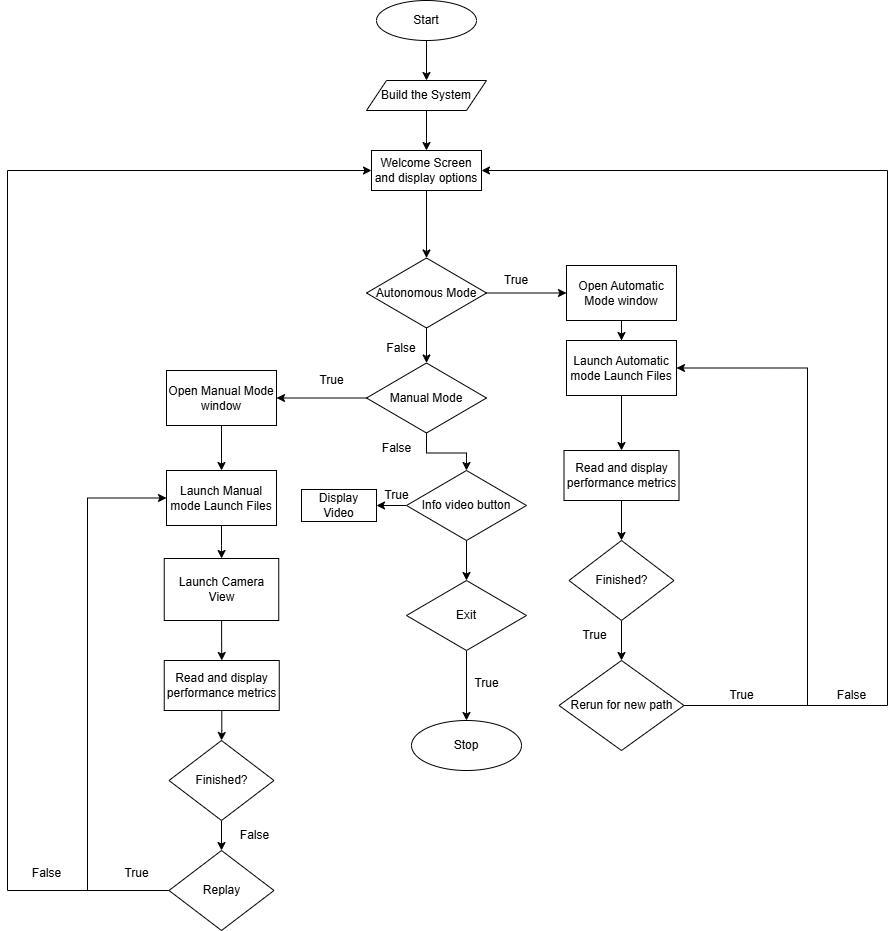 Start
Build the System
Welcome Screen
and display options
Autonomous Mode
True
Open Automatic
Mode window
False
Launch Automatic
mode Launch Files
Manual Mode
True
Open Manual Mode
window
False
Launch Manual
mode Launch Files
Info video button
True
Display
Video
Read and display
performance metrics
Launch Camera
View
Exit
Finished?
True
True
Stop
Rerun for new path
True
False
Read and display
performance metrics
Finished?
False
Replay
True
False